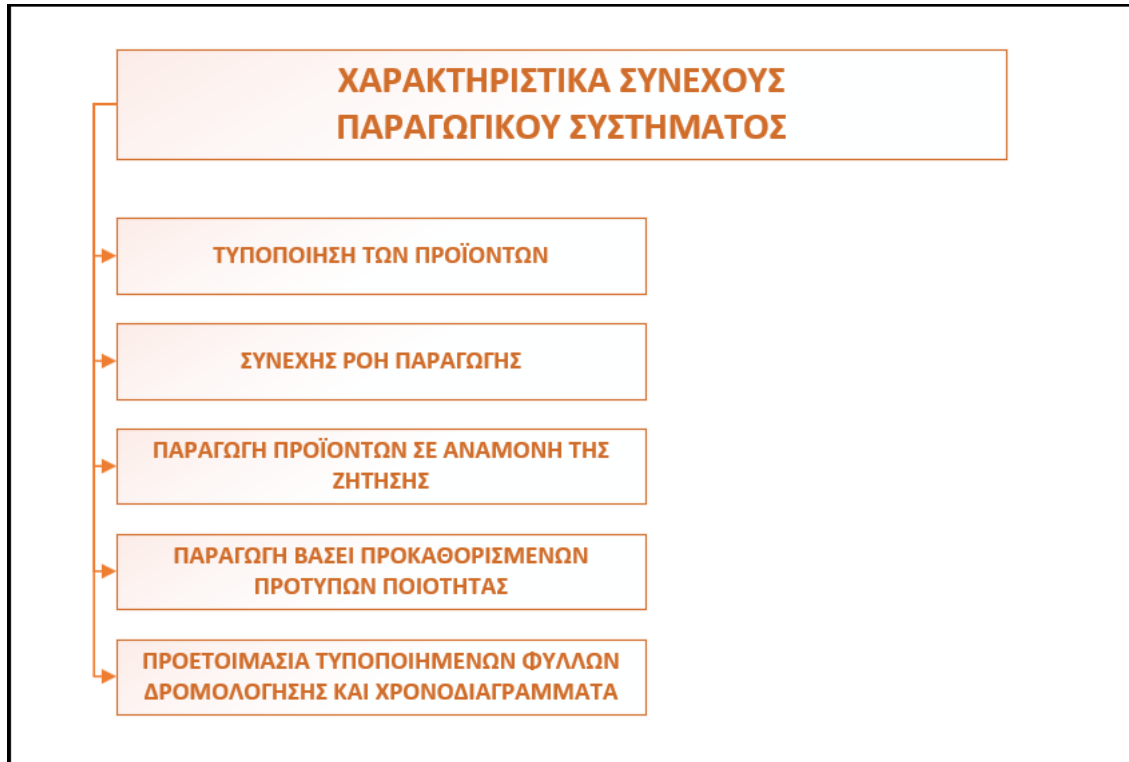 ΧΑΡΑΚΤΗΡΙΣΤΙΚΑ ΣΥΝΕΧΟΥΣ
ΠΑΡΑΓΩΓΙΚΟΥ ΣΥΣΤΗΜΑΤΟΣ
ΤΥΠΟΠΟΙΗΣΗ ΤΩΝ ΠΡΟΪΟΝΤΩΝ
ΣΥΝΕΧΗΣ ΡΟΗ ΠΑΡΑΓΩΓΗΣ
ΠΑΡΑΓΩΓΗ ΠΡΟΪΟΝΤΩΝ ΣΕ ΑΝΑΜΟΝΗ ΤΗΣ
ΖΗΤΗΣΗΣ
ΠΑΡΑΓΩΓΗ ΒΑΣΕΙ ΠΡΟΚΑΘΟΡΙΣΜΕΝΩΝ
ΠΡΟΤΥΠΩΝ ΠΟΙΟΤΗΤΑΣ
ΠΡΟΕΤΟΙΜΑΣΙΑ ΤΥΠΟΠΟΙΗΜΕΝΩΝ ΦΥΛΛΩΝ
ΔΡΟΜΟΛΟΓΗΣΗΣ ΚΑΙ ΧΡΟΝΟΔΙΑΓΡΑΜΜΑΤΑ